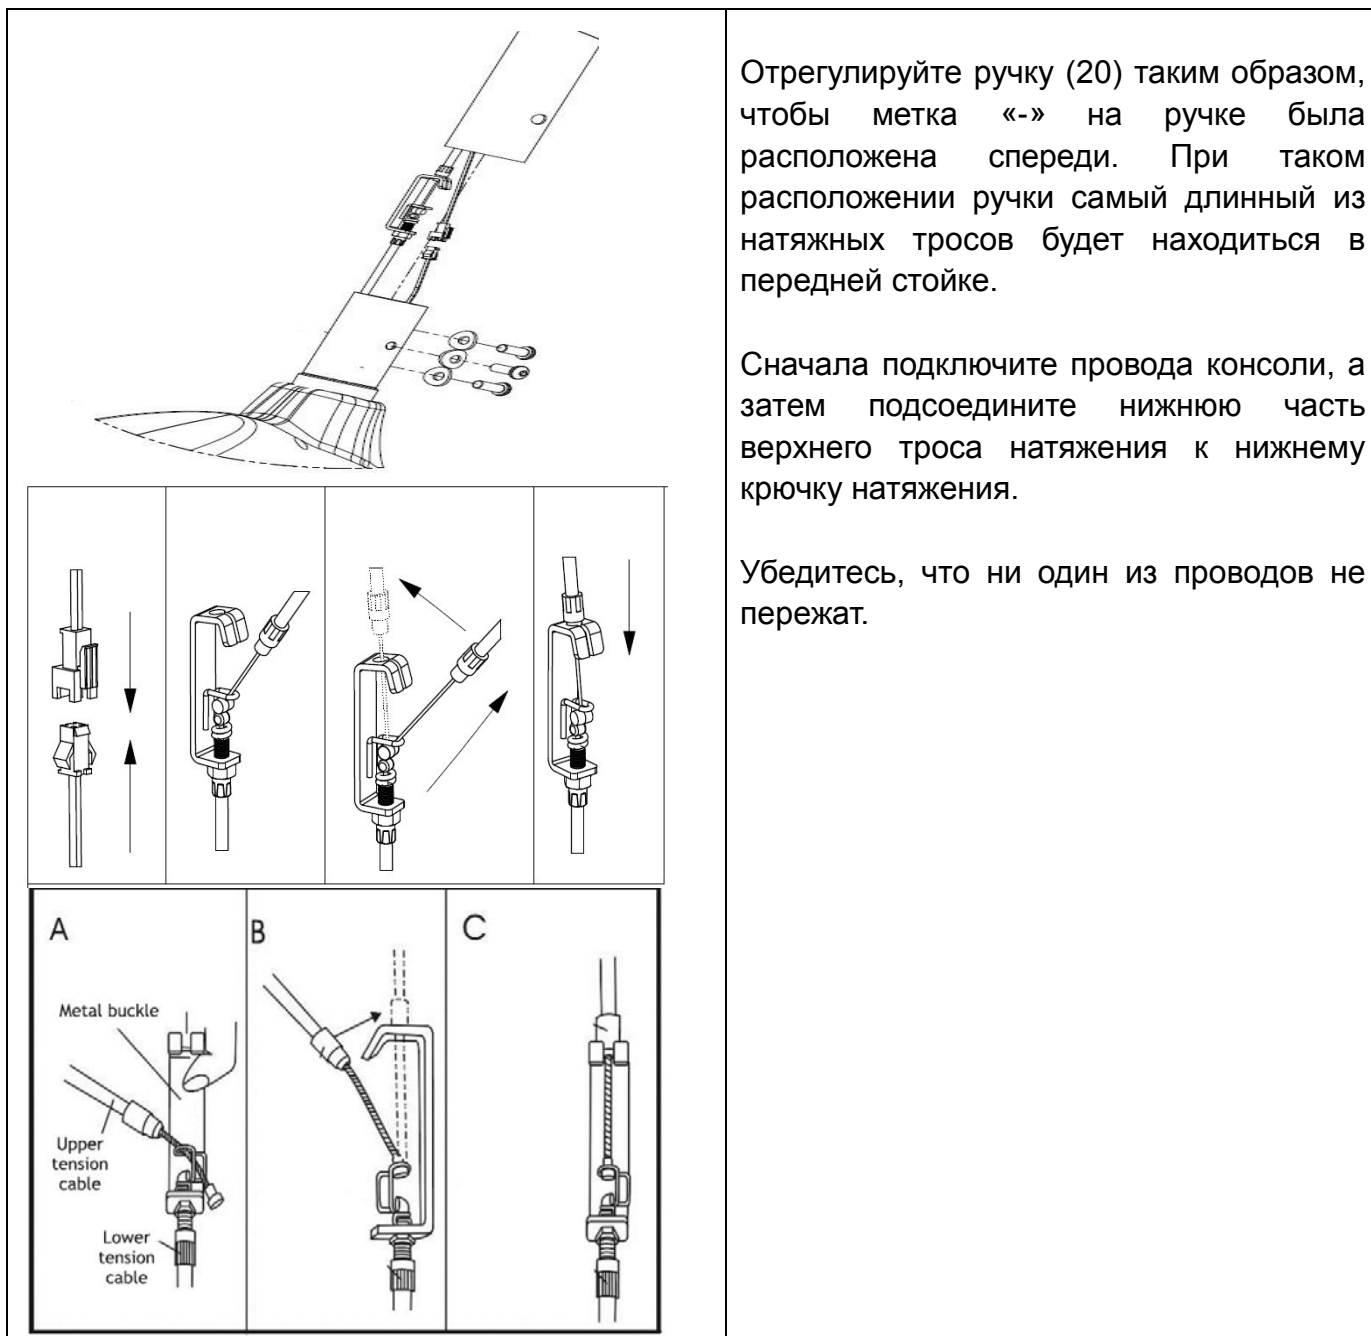 Отрегулируйте ручку (20) таким образом,
чтобы метка «-» на ручке была
расположена спереди. При таком
расположении ручки самый длинный из
натяжных тросов будет находиться в
передней стойке.
Сначала подключите провода консоли, а
затем подсоедините нижнюю часть
верхнего троса натяжения к нижнему
крючку натяжения.
Убедитесь, что ни один из проводов не
пережат.
A
Metal buckle
Upper
tension
cable
Lower
tension
cable
B
C